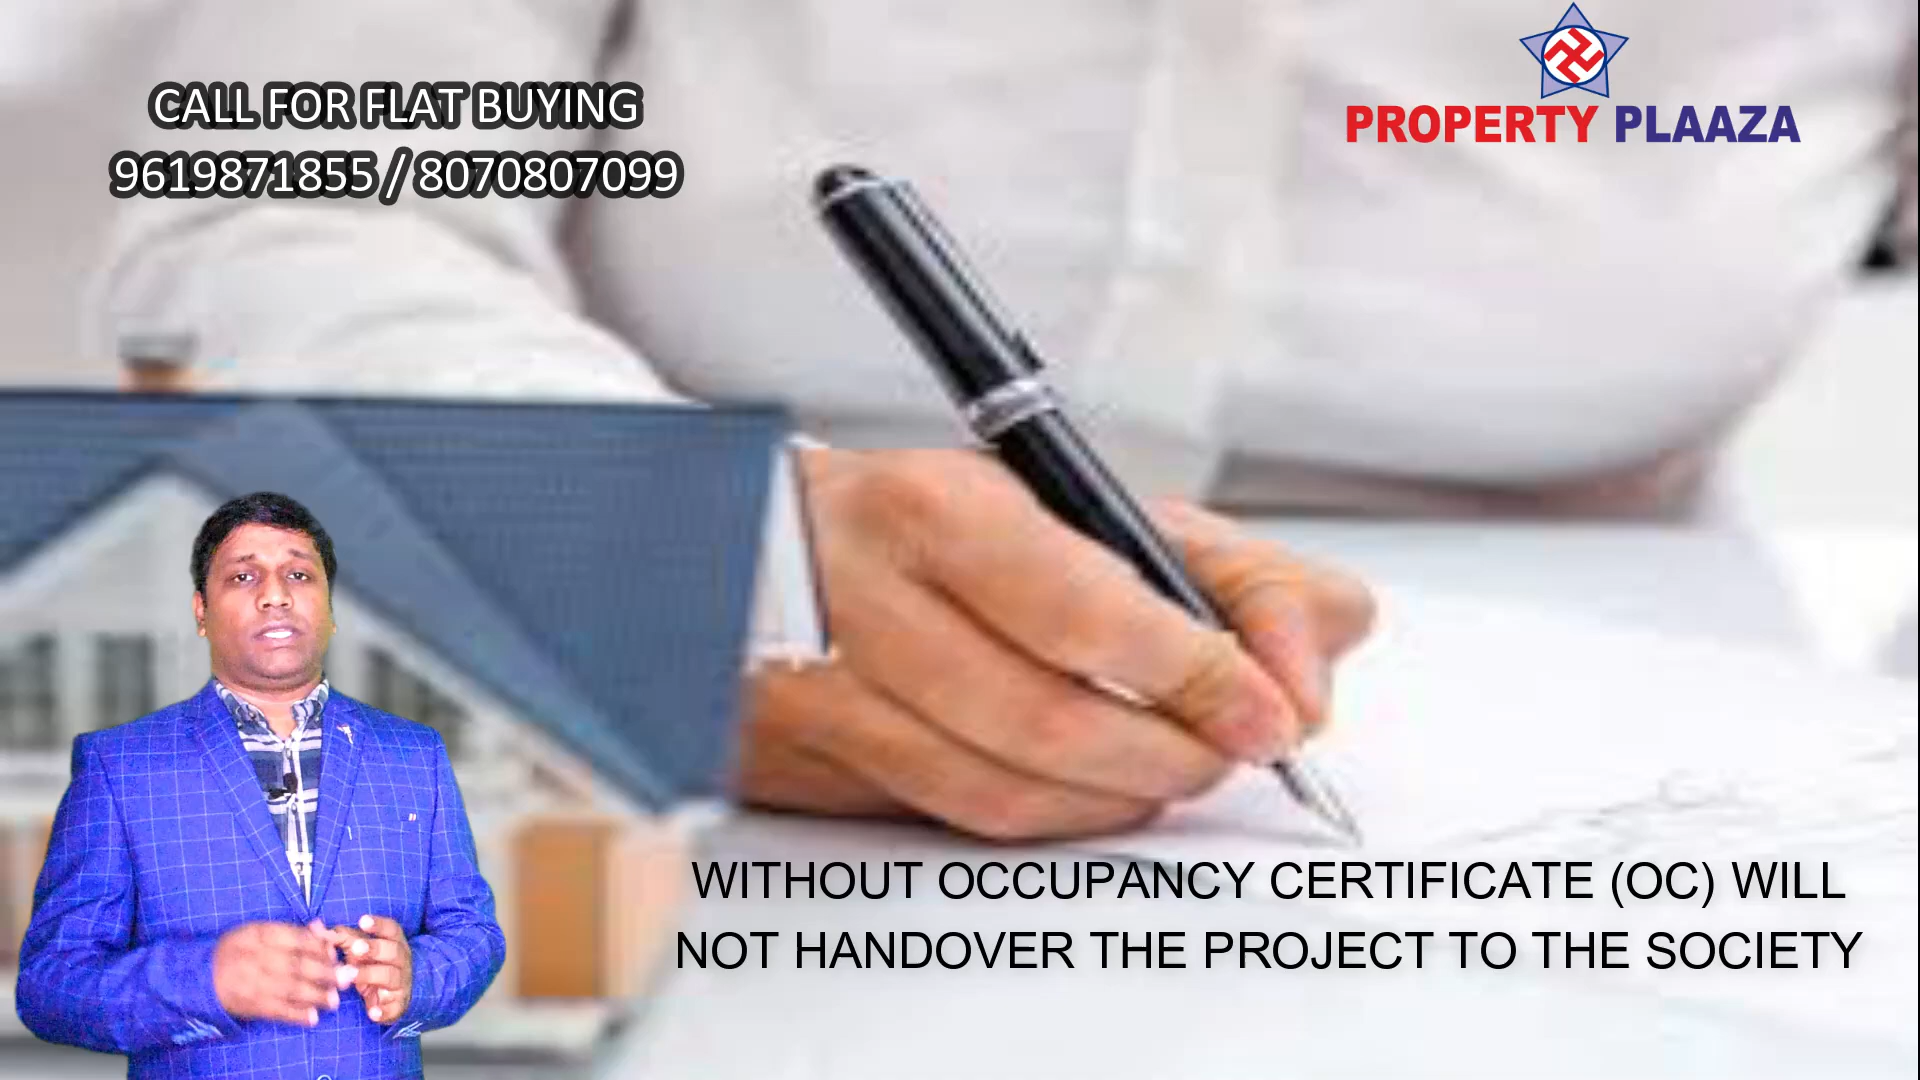 CALL FOR FLAT BUYING
9619871855 / 8070807099
PROPERTY PLAAZA
WITHOUT OCCUPANCY CERTIFICATE (OC) WILL
NOT HANDOVER THE PROJECT TO THE SOCIETY